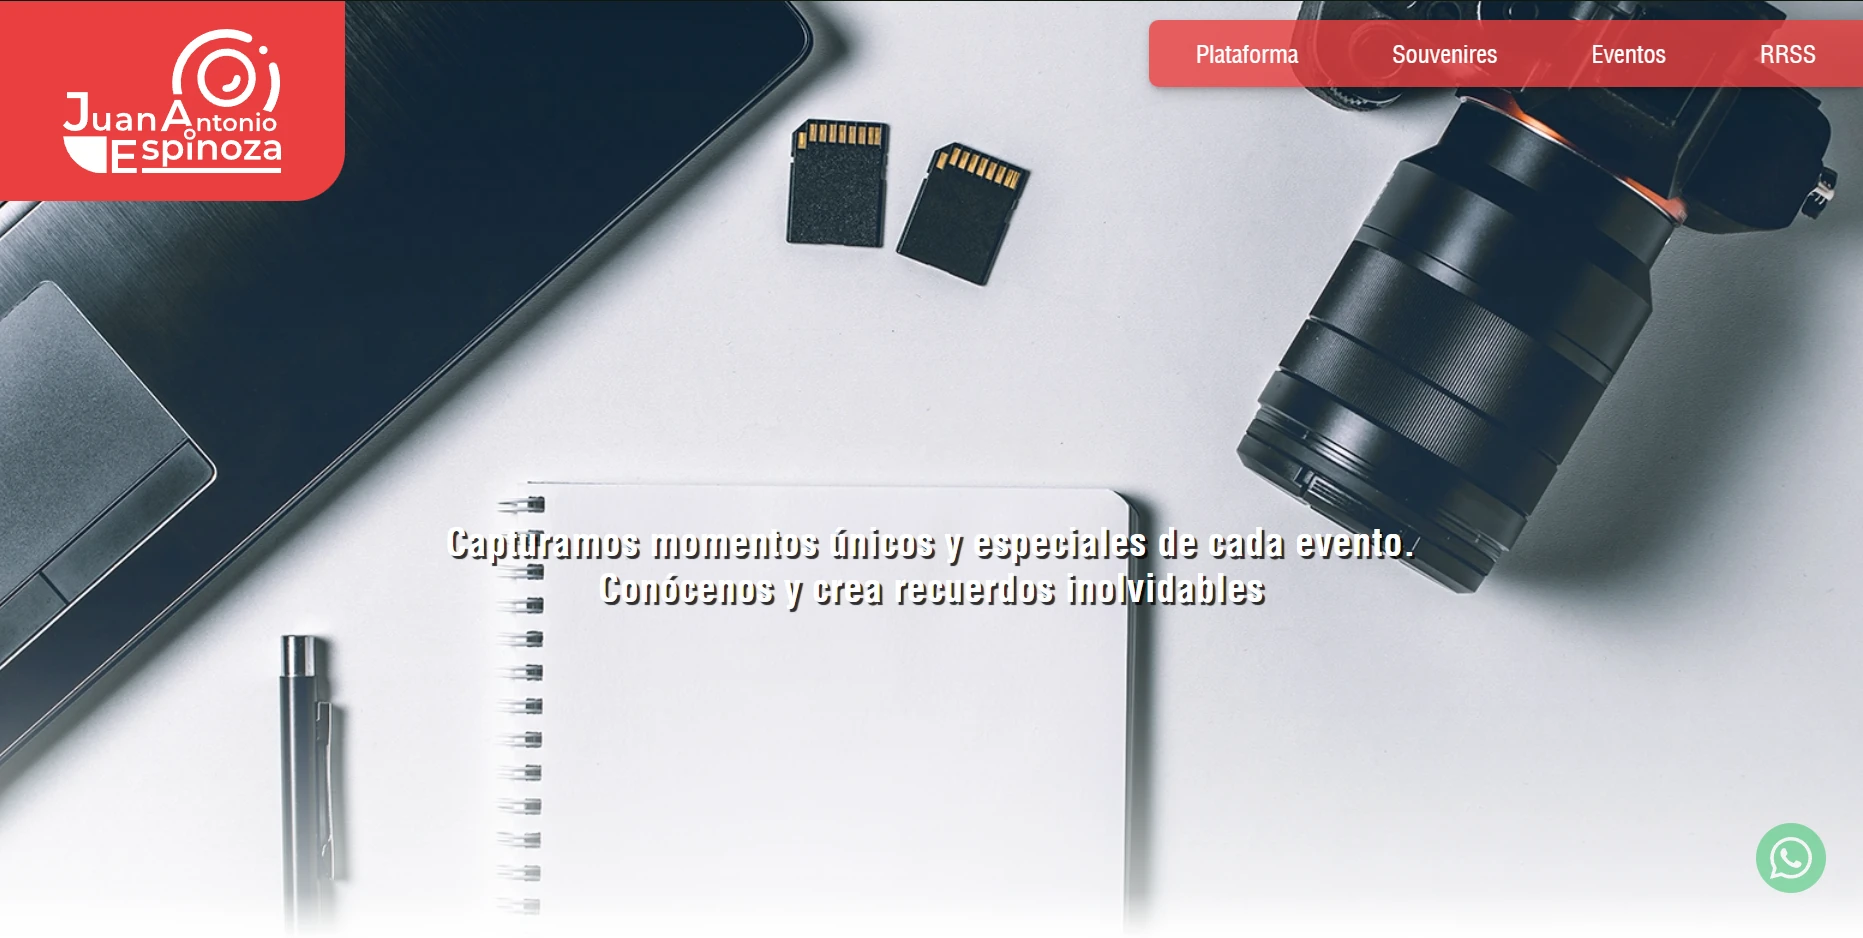 Juan Antonio
Espinoza
Plataforma
Souvenires
Eventos
RRSS
Capturamos momentos únicos y especiales de cada evento.
Conócenos y crea recuerdos inolvidables